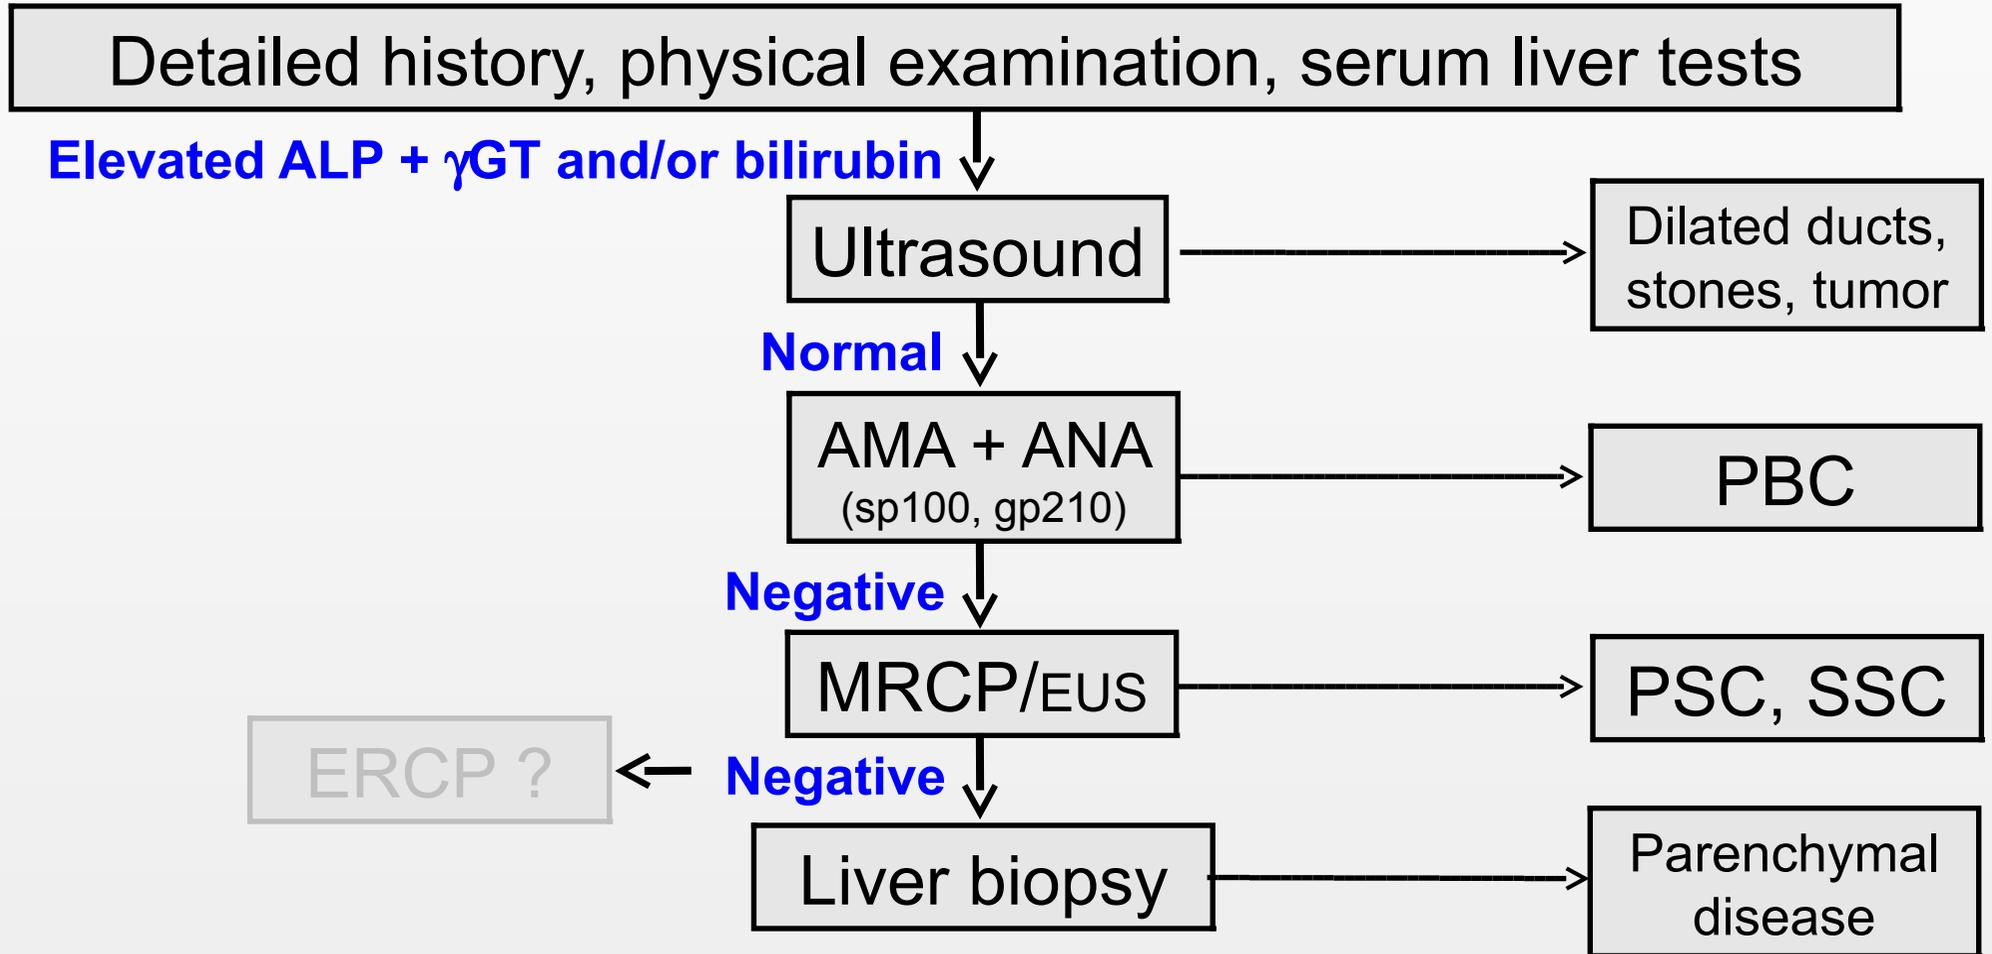 Detailed history, physical examination, serum liver tests
Elevated ALP + γGT and/or bilirubin
Ultrasound
Dilated ducts,
stones, tumor
Normal
AMA + ANA
(sp100, gp210)
PBC
Negative
MRCP/EUS
PSC, SSC
ERCP ?
Negative
Liver biopsy
Parenchymal
disease